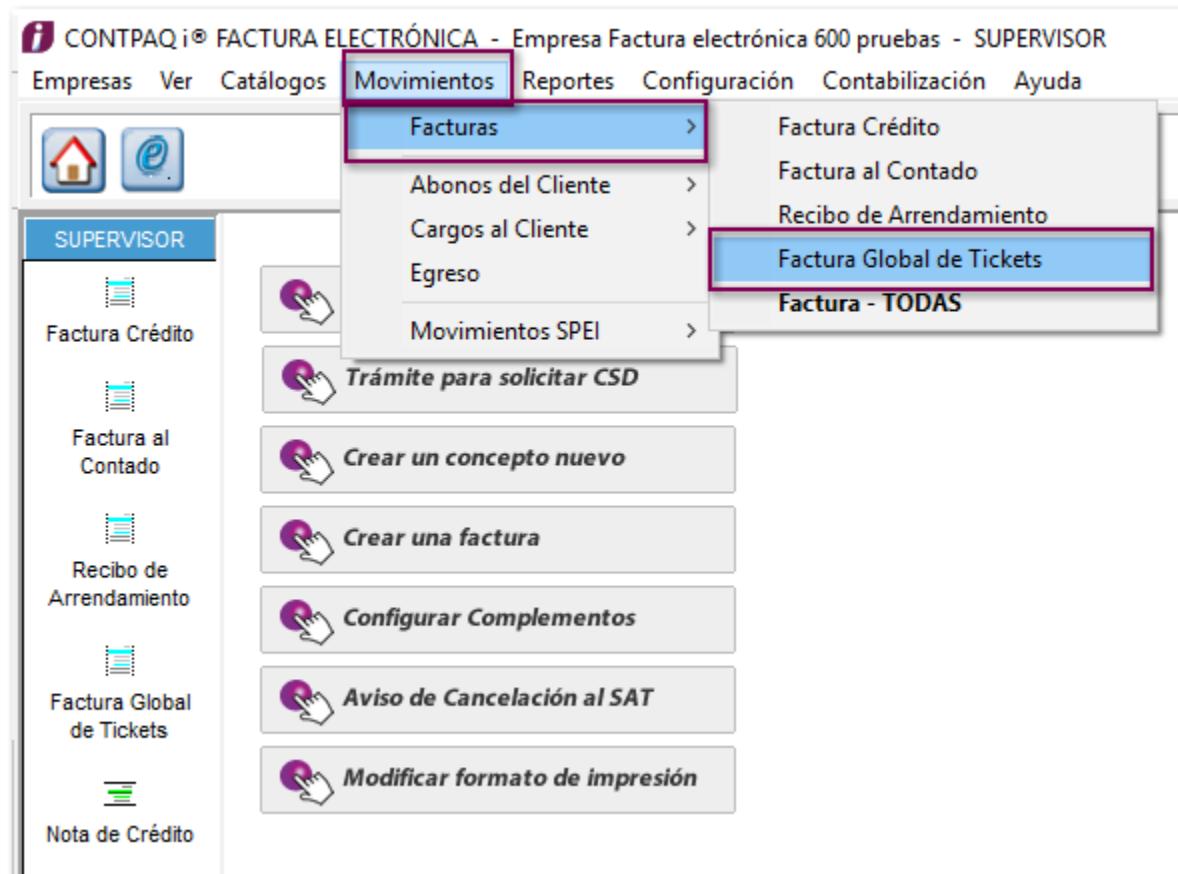 CONTPAQ i® FACTURA ELECTRÓNICA - Empresa Factura electrónica 600 pruebas - SUPERVISOR
Empresas Ver Catálogos Movimientos Reportes Configuración Contabilización Ayuda
Facturas >
Abonos del Cliente >
Cargos al Cliente >
Egreso
Movimientos SPEI >
Factura Crédito
Factura al Contado
Recibo de Arrendamiento
Factura Global de Tickets
Factura - TODAS
SUPERVISOR
Factura Crédito
Factura al
Contado
Recibo de
Arrendamiento
Factura Global
de Tickets
Nota de Crédito
Trámite para solicitar CSD
Crear un concepto nuevo
Crear una factura
Configurar Complementos
Aviso de Cancelación al SAT
Modificar formato de impresión